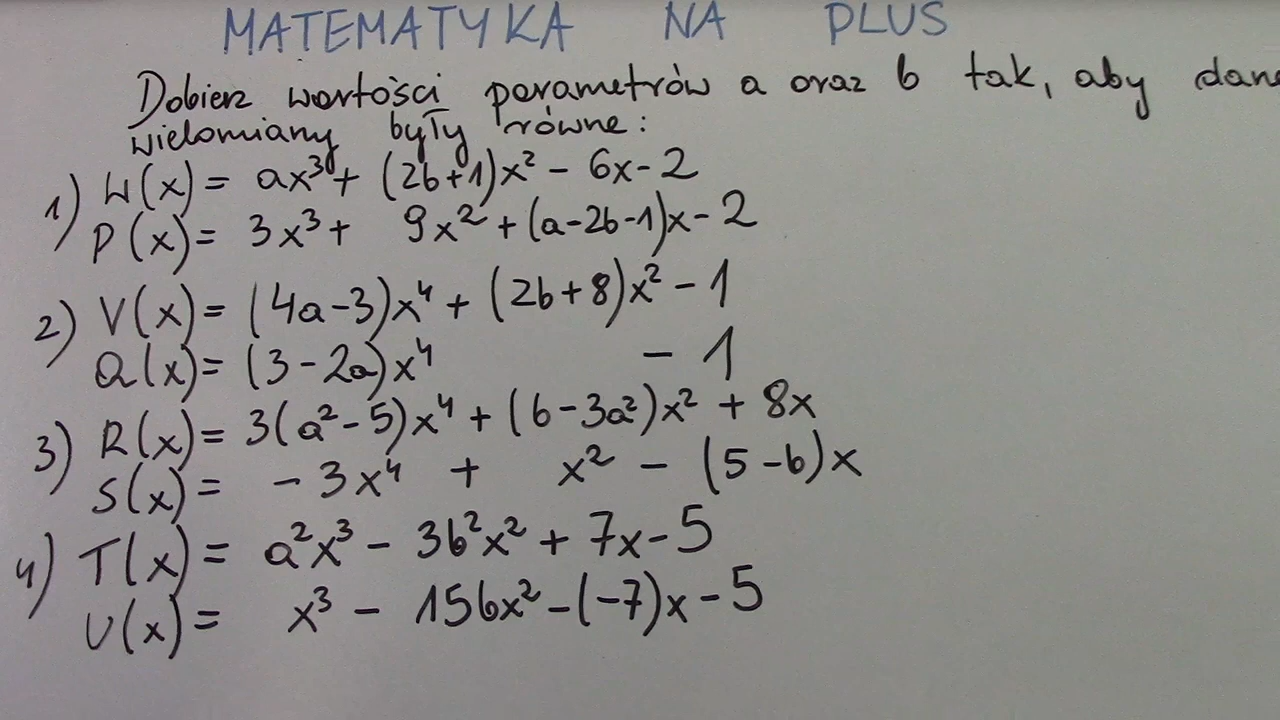 MATEMATYKA NA PLUS
Dobierz wartości parametrów a oraz b tak, aby dane
wielomiany były równe:
1) W(x) = ax³ + (2b+1)x² - 6x - 2
P(x) = 3x³ + 9x² + (a-2b-1)x - 2
2) V(x) = (4a-3)x⁴ + (2b+8)x² - 1
Q(x) = (3-2a)x⁴ - 1
3) R(x) = 3(a²-5)x⁴ + (b-3a²)x² + 8x
S(x) = -3x⁴ + x² - (5-b)x
4) T(x) = a²x³ - 3b²x² + 7x - 5
U(x) = x³ - 15bx² - (-7)x - 5